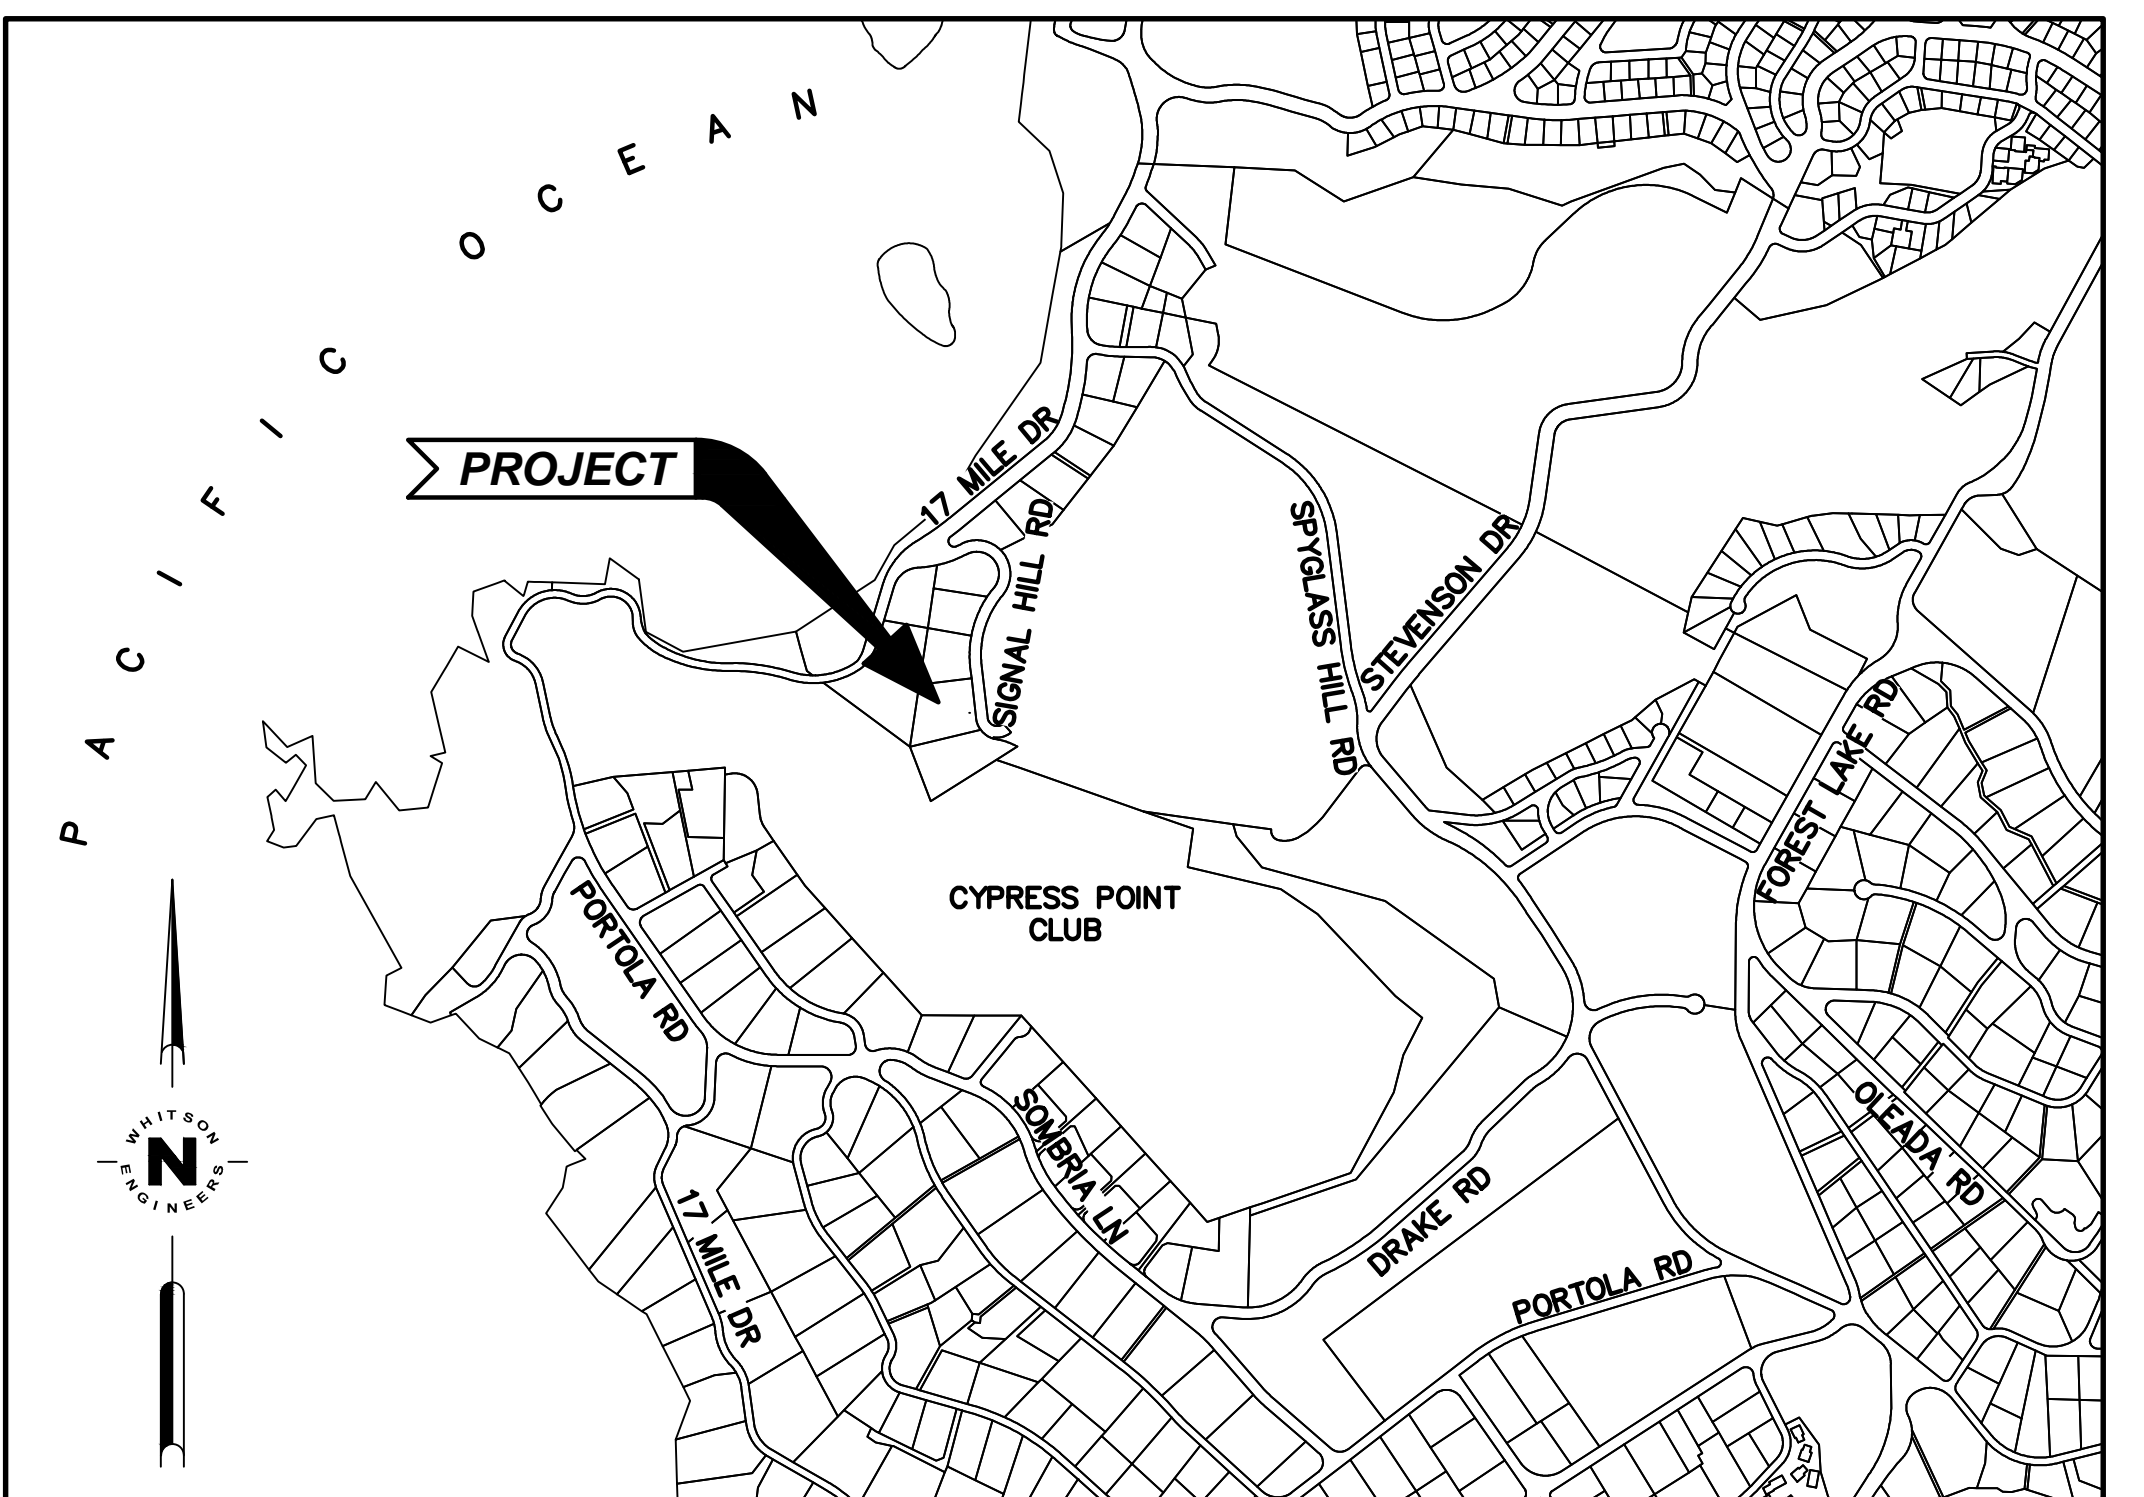 PACIFIC OCEAN
PROJECT
17 MILE DR
SIGNAL HILL RD
SPYGLASS HILL RD
STEVENSON DR
FOREST LAKE RD
CYPRESS POINT
CLUB
PORTOLA RD
WHITSON
N
ENGINEERS
SOMBRIA LN
OLEADA RD
17 MILE DR
DRAKE RD
PORTOLA RD